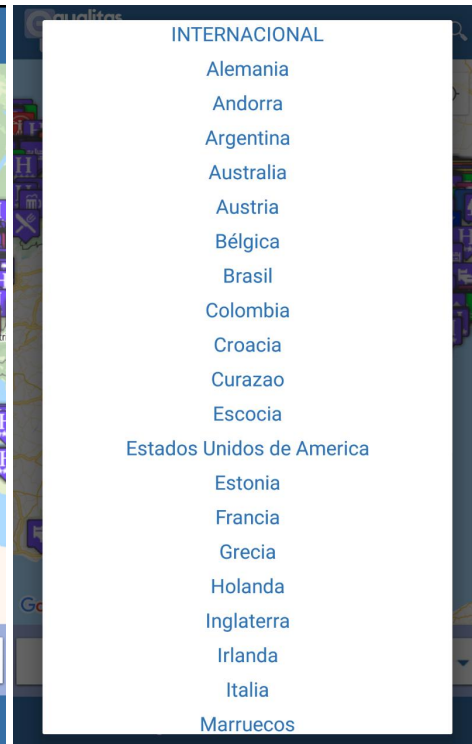 qualitas
INTERNACIONAL
Alemania
Andorra
Argentina
Australia
Austria
Bélgica
Brasil
Colombia
Croacia
Curazao
Escocia
Estados Unidos de America
Estonia
Francia
Grecia
Holanda
Inglaterra
Irlanda
Italia
Marruecos